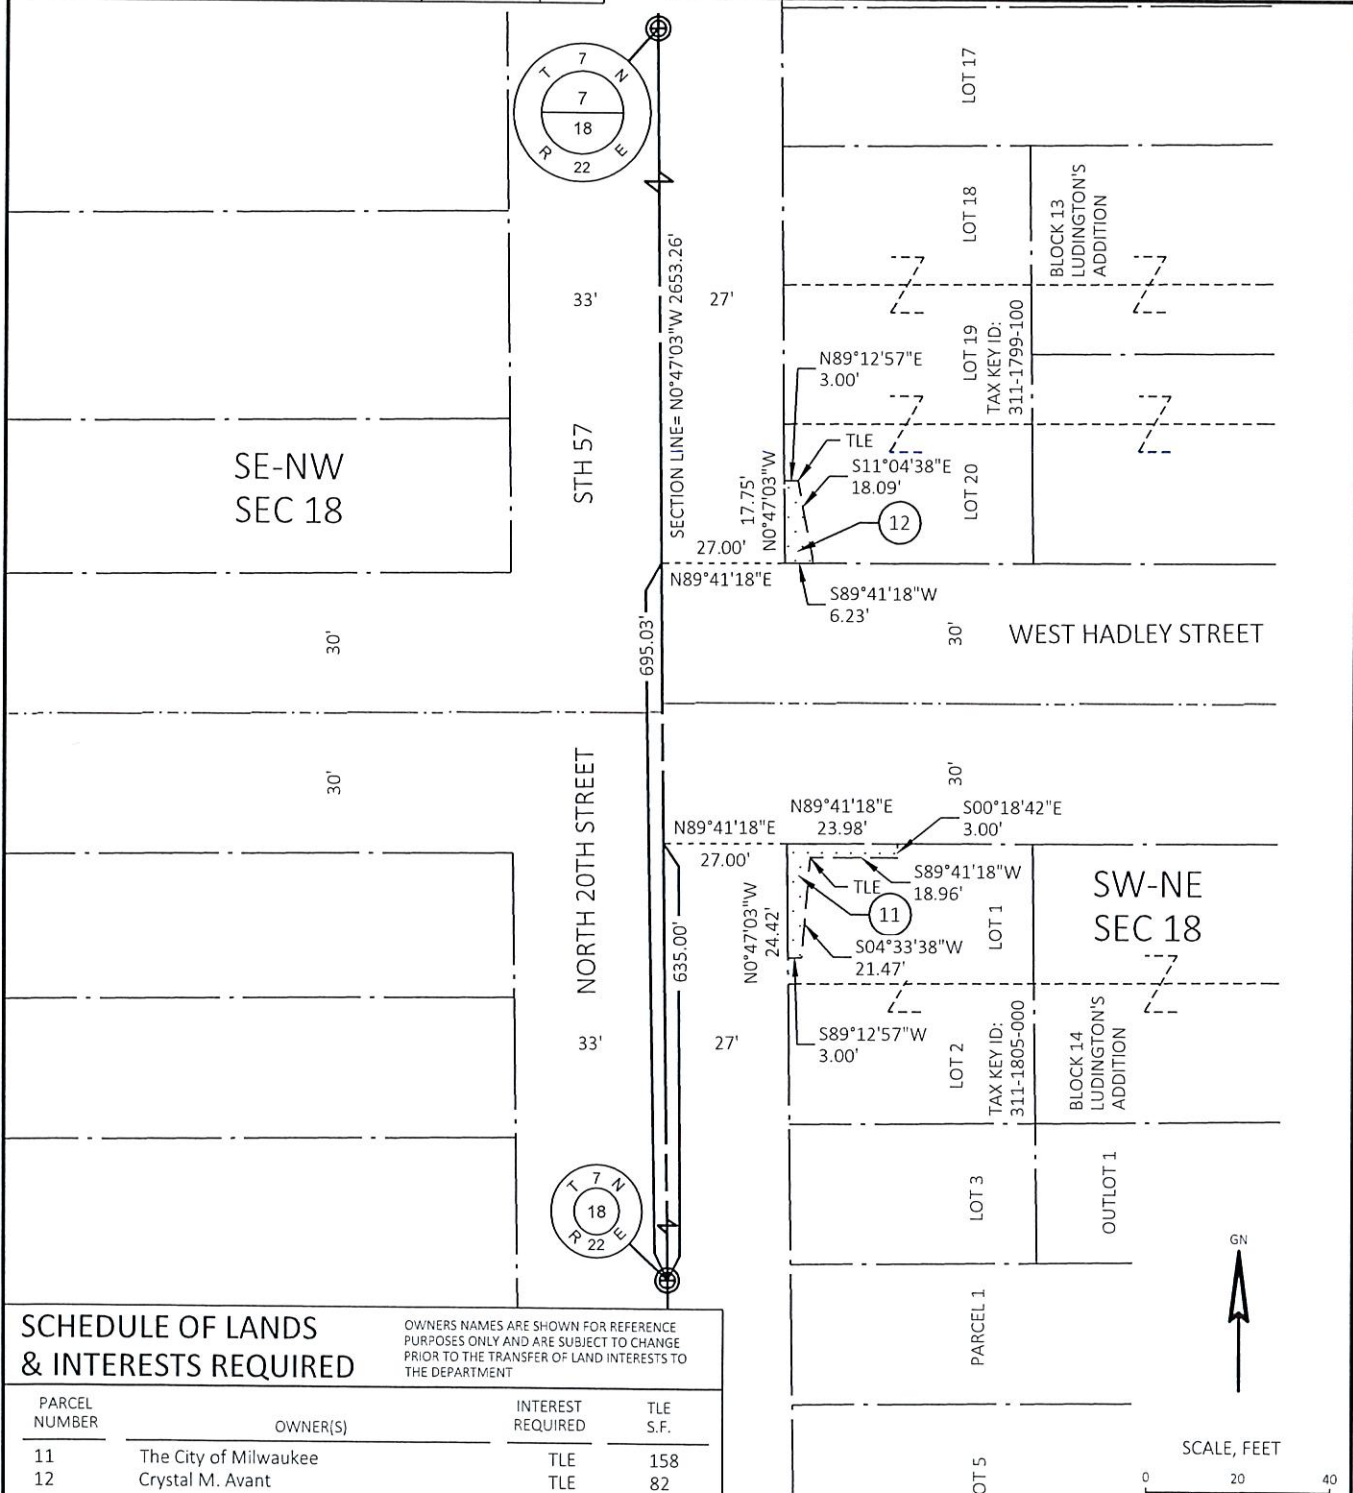 T 7 N
7
18
R 22 E
LOT 17
LOT 18
BLOCK 13
LUDINGTON'S
ADDITION
SECTION LINE= N0°47'03"W 2653.26'
33'
27'
LOT 19
TAX KEY ID:
311-1799-100
N89°12'57"E
3.00'
STH 57
SE-NW
SEC 18
TLE
S11°04'38"E
18.09'
17.75'
N0°47'03"W
12
LOT 20
27.00'
N89°41'18"E
S89°41'18"W
6.23'
30'
695.03'
30'
WEST HADLEY STREET
30'
NORTH 20TH STREET
30'
N89°41'18"E
23.98'
S00°18'42"E
3.00'
N89°41'18"E
27.00'
S89°41'18"W
18.96'
TLE
11
SW-NE
SEC 18
LOT 1
N0°47'03"W
24.42'
635.00'
S04°33'38"W
21.47'
33'
27'
S89°12'57"W
3.00'
LOT 2
TAX KEY ID:
311-1805-000
BLOCK 14
LUDINGTON'S
ADDITION
T 7 N
18
R 22 E
LOT 3
OUTLOT 1
GN
PARCEL 1
SCHEDULE OF LANDS
& INTERESTS REQUIRED
OWNERS NAMES ARE SHOWN FOR REFERENCE
PURPOSES ONLY AND ARE SUBJECT TO CHANGE
PRIOR TO THE TRANSFER OF LAND INTERESTS TO
THE DEPARTMENT
PARCEL NUMBER OWNER(S) INTEREST REQUIRED TLE S.F.
11 The City of Milwaukee TLE 158
12 Crystal M. Avant TLE 82
SCALE, FEET
0 20 40